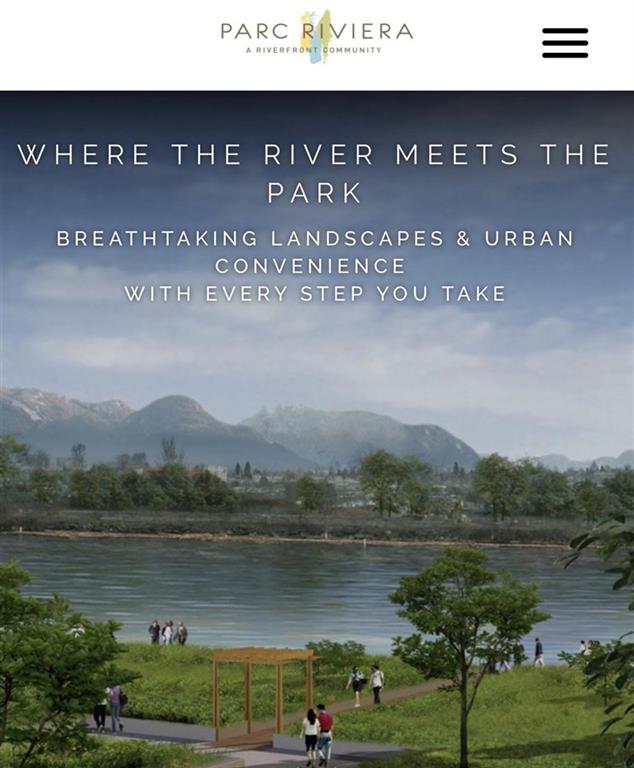 PARC RIVIERA
A RIVERFRONT COMMUNITY
WHERE THE RIVER MEETS THE
PARK
BREATHTAKING LANDSCAPES & URBAN
CONVENIENCE
WITH EVERY STEP YOU TAKE